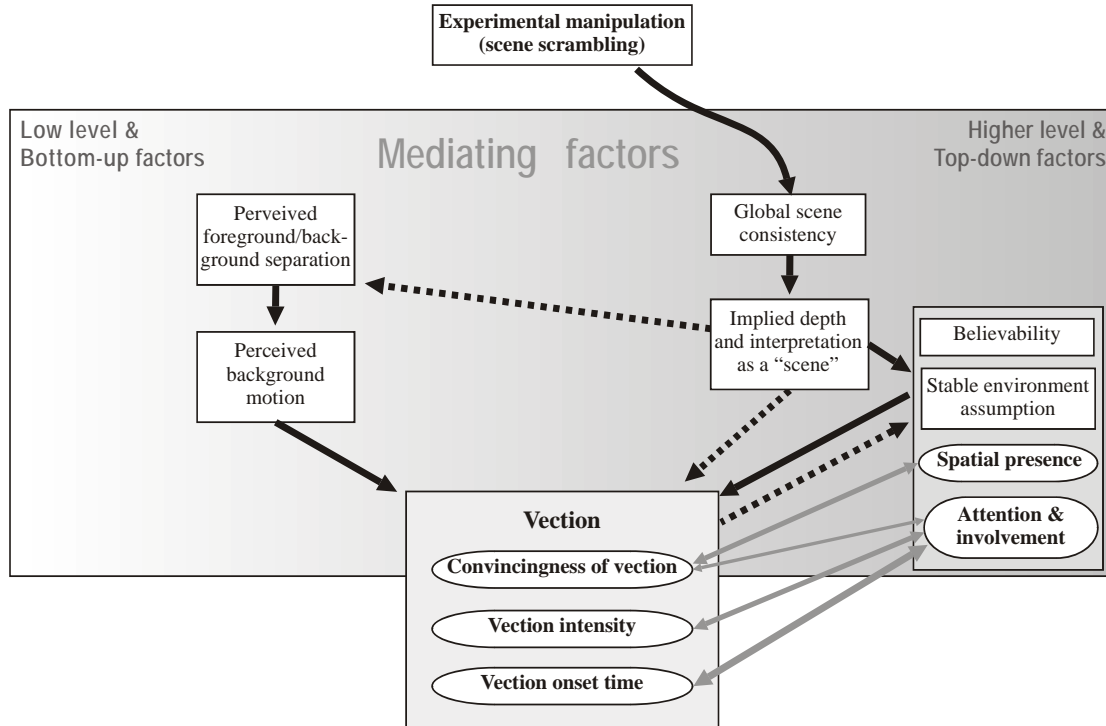 Experimental manipulation
(scene scrambling)
Low level &
Bottom-up factors
Mediating factors
Higher level &
Top-down factors
Perveived
foreground/back-
ground separation
Global scene
consistency
Perceived
background
motion
Implied depth
and interpretation
as a “scene”
Believability
Stable environment
assumption
Spatial presence
Attention &
involvement
Vection
Convincingness of vection
Vection intensity
Vection onset time